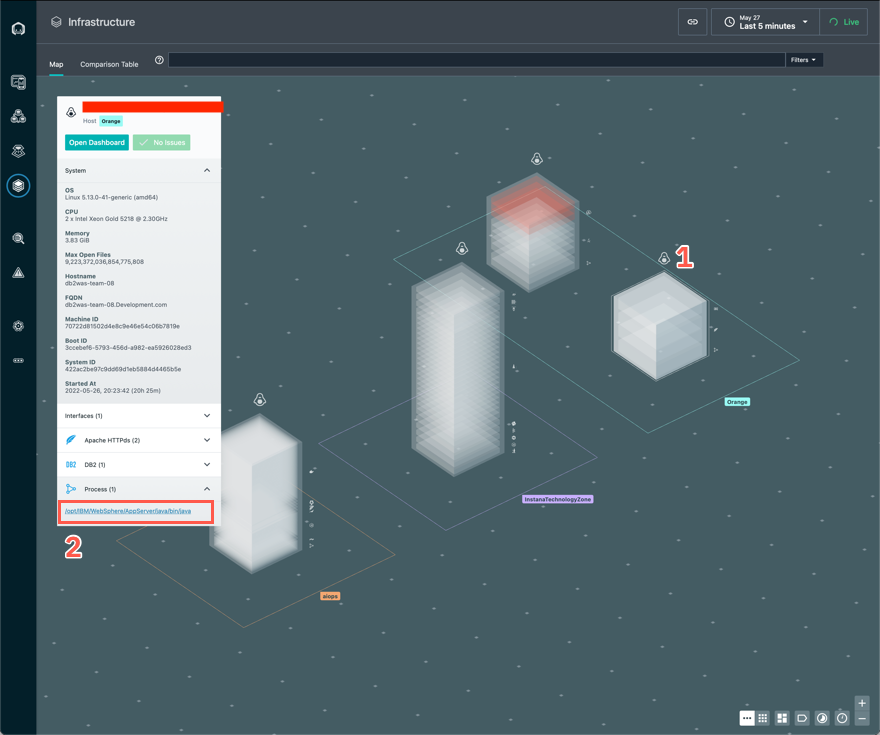 Infrastructure
May 27
Last 5 minutes
Live
Map
Comparison Table
Filters
Host Orange
Open Dashboard
No Issues
System
OS
Linux 5.13.0-41-generic (amd64)
CPU
2 x Intel Xeon Gold 5218 @ 2.30GHz
Memory
3.83 GiB
Max Open Files
9,223,372,036,854,775,808
Hostname
db2was-team-08
FQDN
db2was-team-08.Development.com
Machine ID
70722d81502d4e8c9e46e54c06b7819e
Boot ID
3ccebef6-5793-456d-a982-ea5926028ed3
System ID
422ac2be97c9dd69d1eb5884d4465b5e
Started At
2022-05-26, 20:23:42 (20h 25m)
Interfaces (1)
Apache HTTPds (2)
DB2 DB2 (1)
Process (1)
/opt/IBM/WebSphere/AppServer/java/bin/java
2
1
Orange
InstanaTechnologyZone
aiops